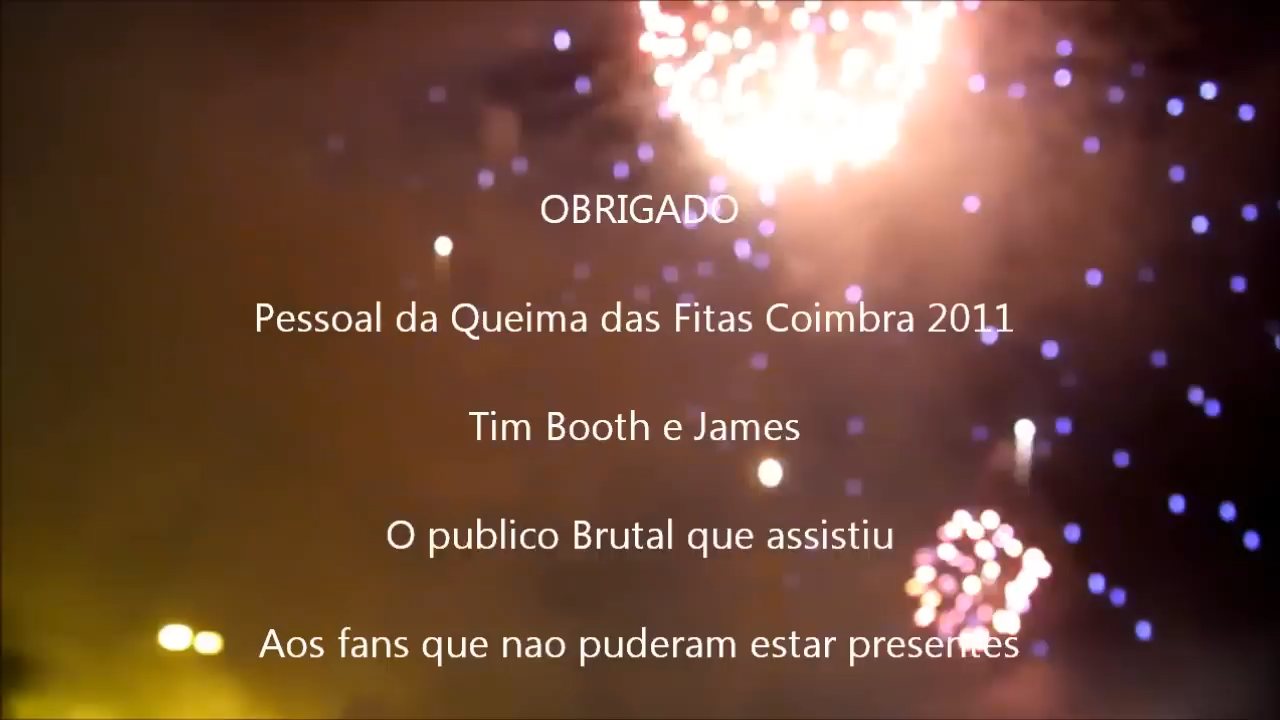 OBRIGADO
Pessoal da Queima das Fitas Coimbra 2011
Tim Booth e James
O publico Brutal que assistiu
Aos fans que nao puderam estar presentes